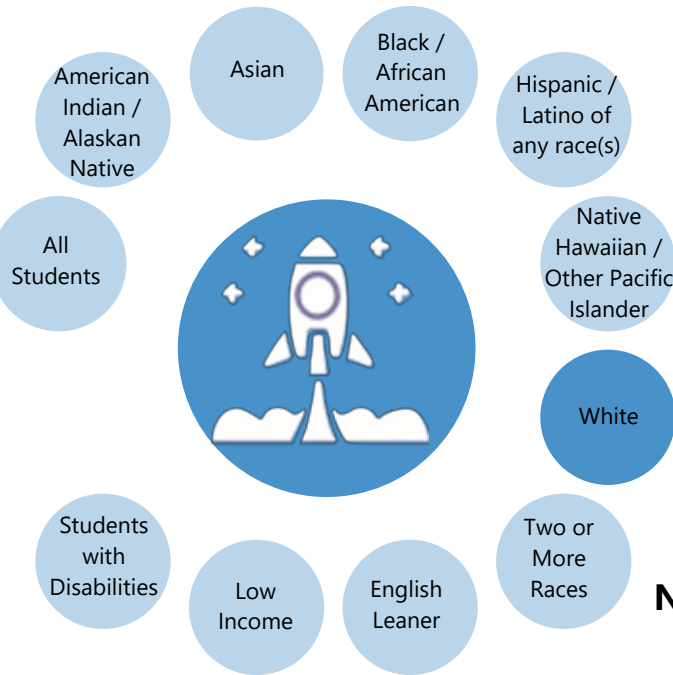 American
Indian /
Alaskan
Native
Asian
Black /
African
American
Hispanic /
Latino of
any race(s)
All
Students
Native
Hawaiian /
Other Pacific
Islander
White
Students
with
Disabilities
Low
Income
English
Leaner
Two or
More
Races
N